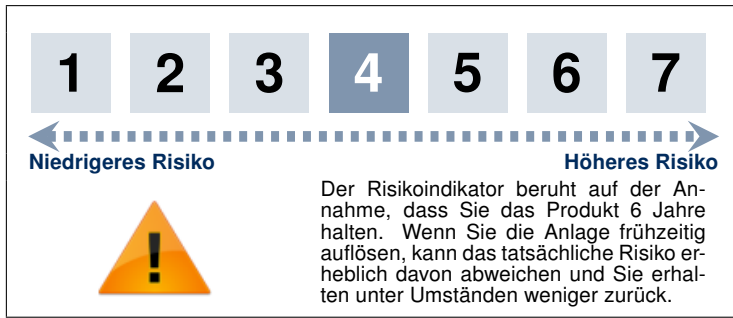 1 2 3 4 5 6 7
Niedrigeres Risiko Höheres Risiko
Der Risikoindikator beruht auf der An-
nahme, dass Sie das Produkt 6 Jahre
halten. Wenn Sie die Anlage frühzeitig
auflösen, kann das tatsächliche Risiko er-
heblich davon abweichen und Sie erhal-
ten unter Umständen weniger zurück.